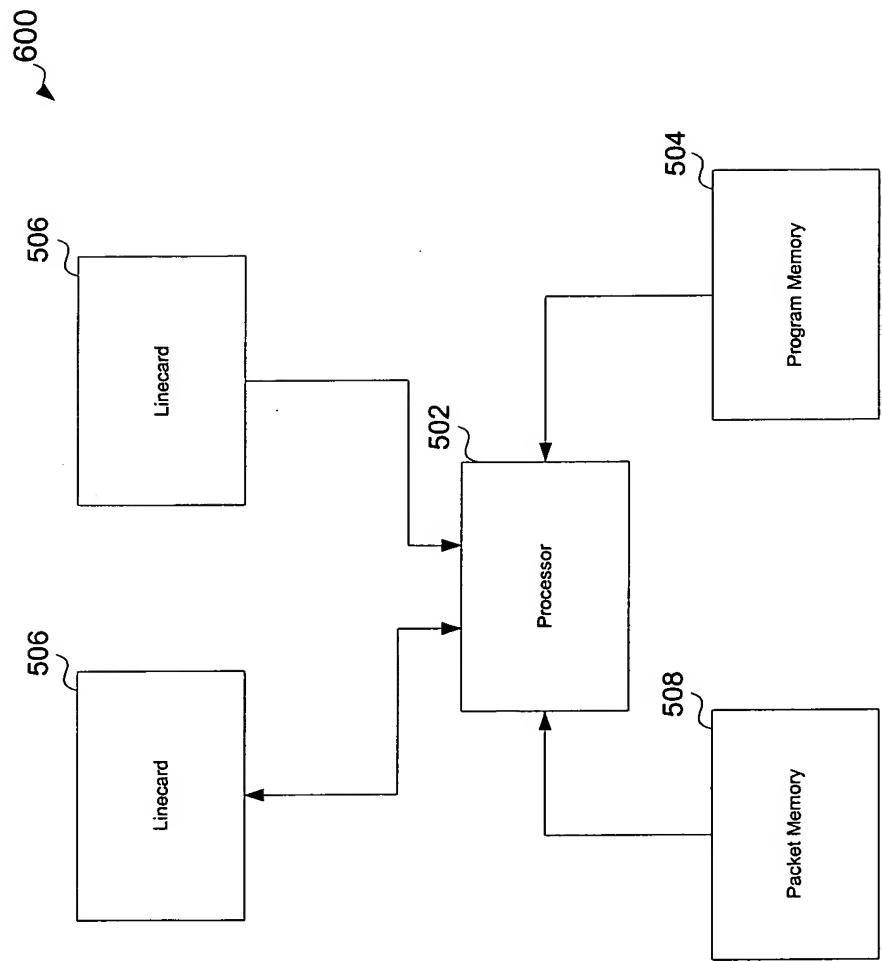 600
506
Linecard
506
Linecard
502
Processor
504
Program Memory
508
Packet Memory